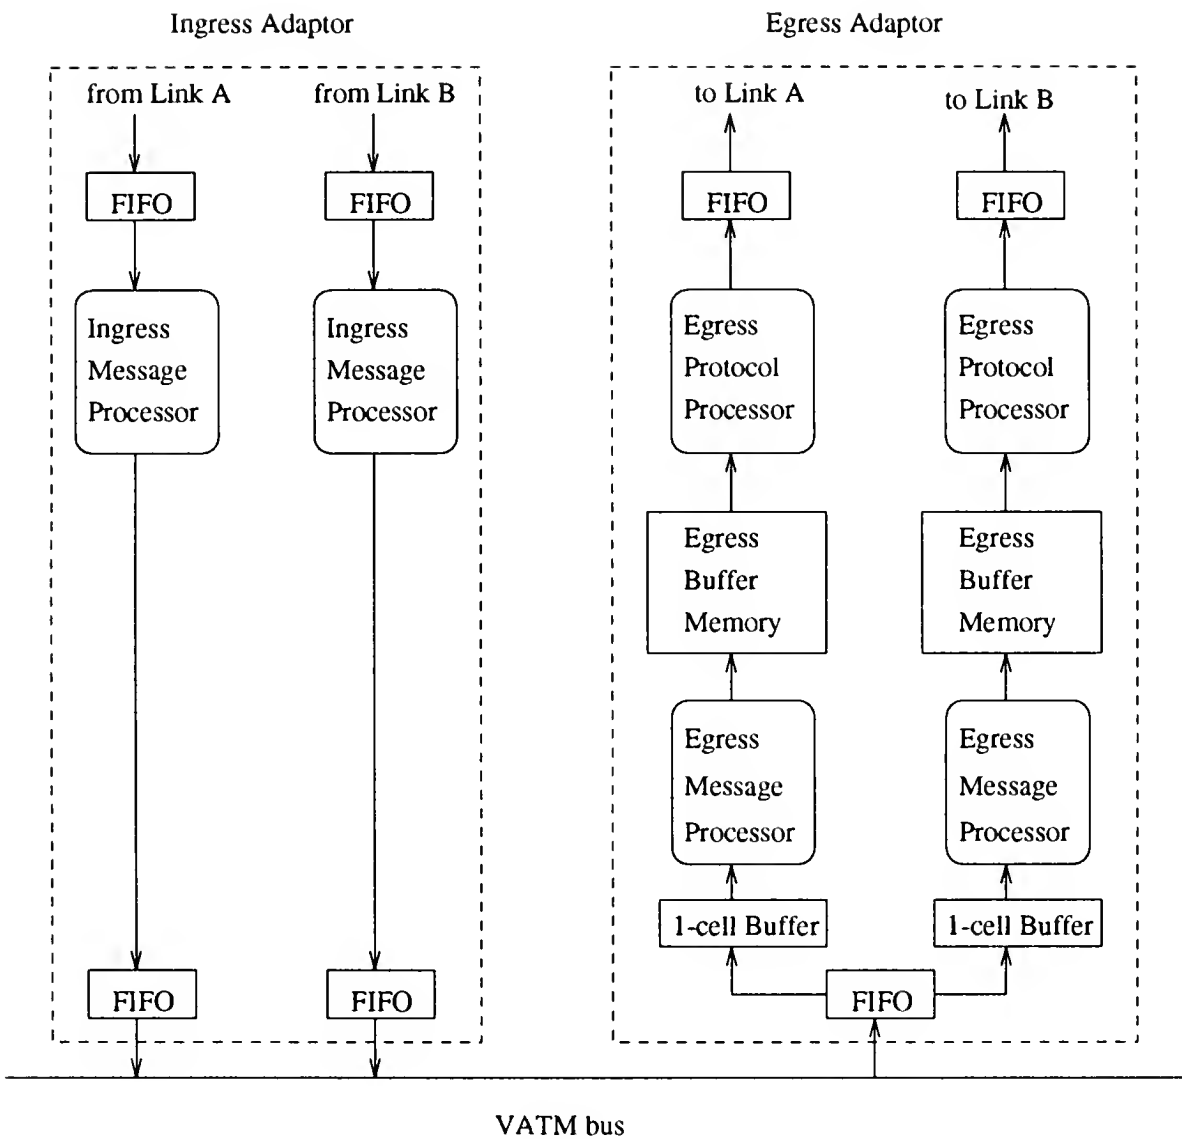 Ingress Adaptor
Egress Adaptor
from Link A
from Link B
to Link A
to Link B
FIFO
FIFO
FIFO
FIFO
Ingress
Message
Processor
Ingress
Message
Processor
Egress
Protocol
Processor
Egress
Protocol
Processor
Egress
Buffer
Memory
Egress
Buffer
Memory
Egress
Message
Processor
Egress
Message
Processor
1-cell Buffer
1-cell Buffer
FIFO
FIFO
FIFO
VATM bus